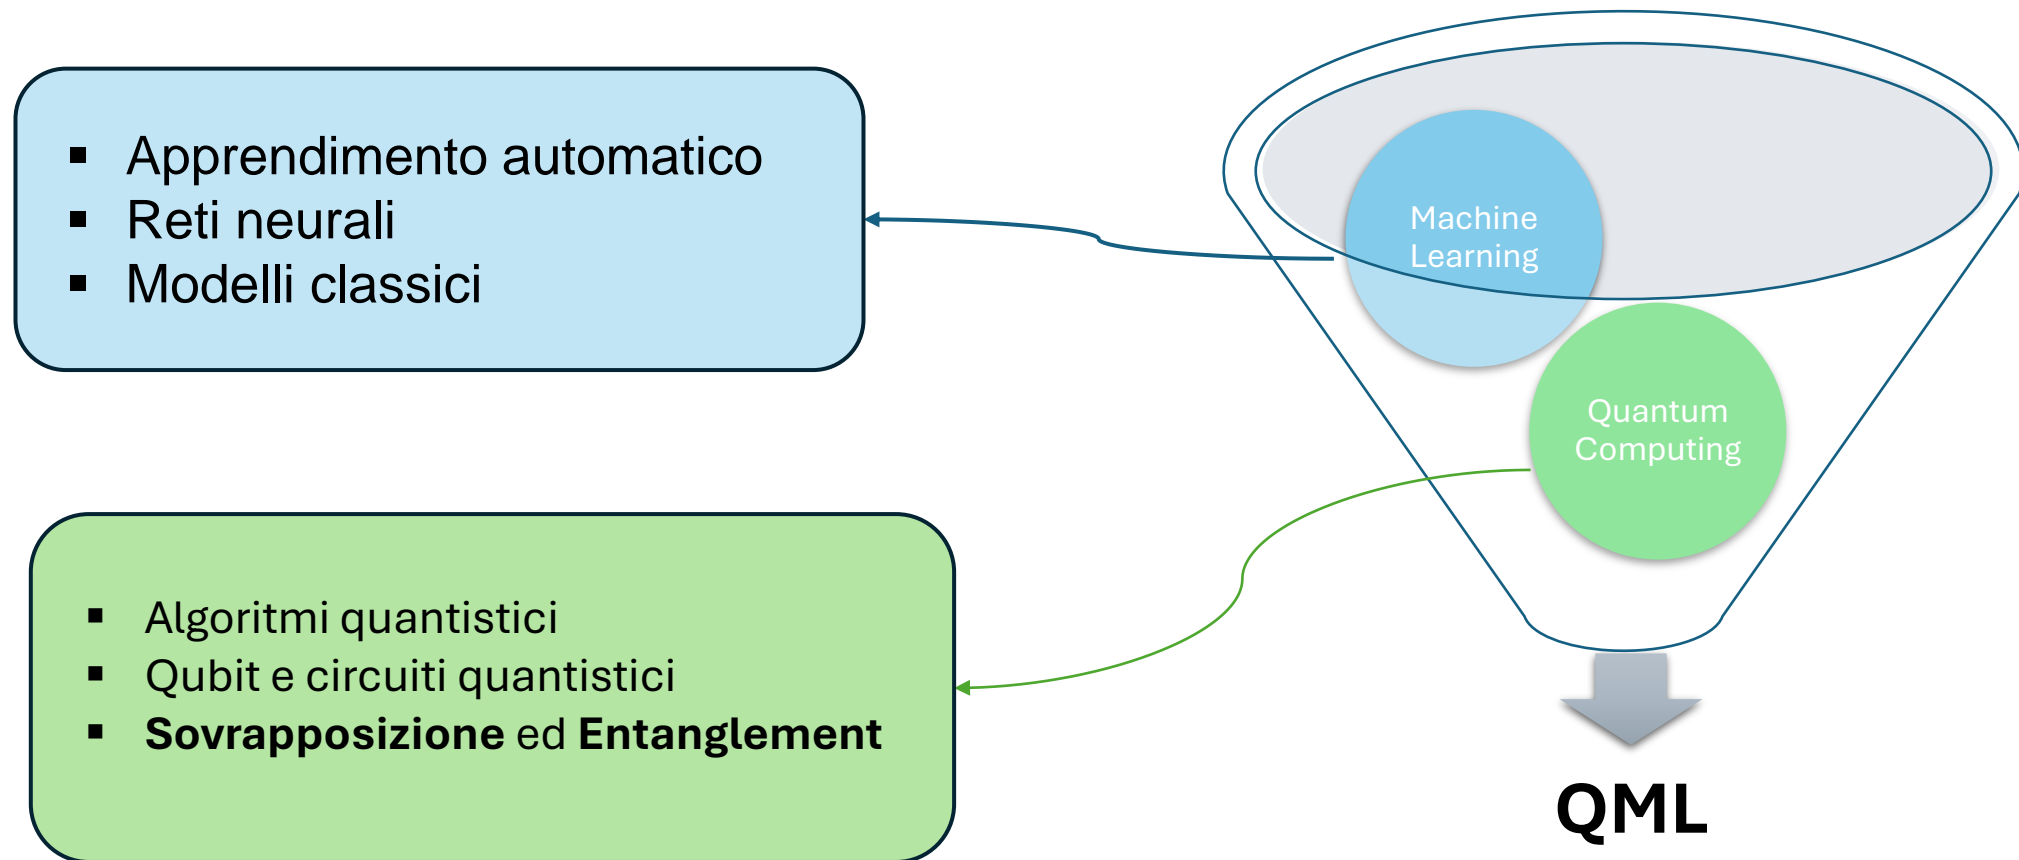 Apprendimento automatico
Reti neurali
Modelli classici
Machine
Learning
Quantum
Computing
Algoritmi quantistici
Qubit e circuiti quantistici
Sovrapposizione ed Entanglement
QML